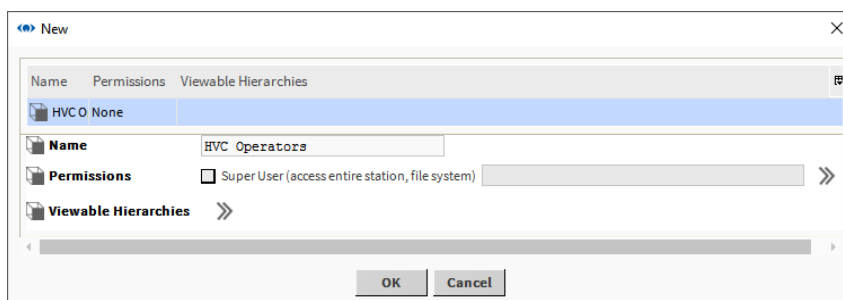 New
Name Permissions Viewable Hierarchies
HVC O None
Name HVC Operators
Permissions Super User (access entire station, file system)
Viewable Hierarchies
OK Cancel